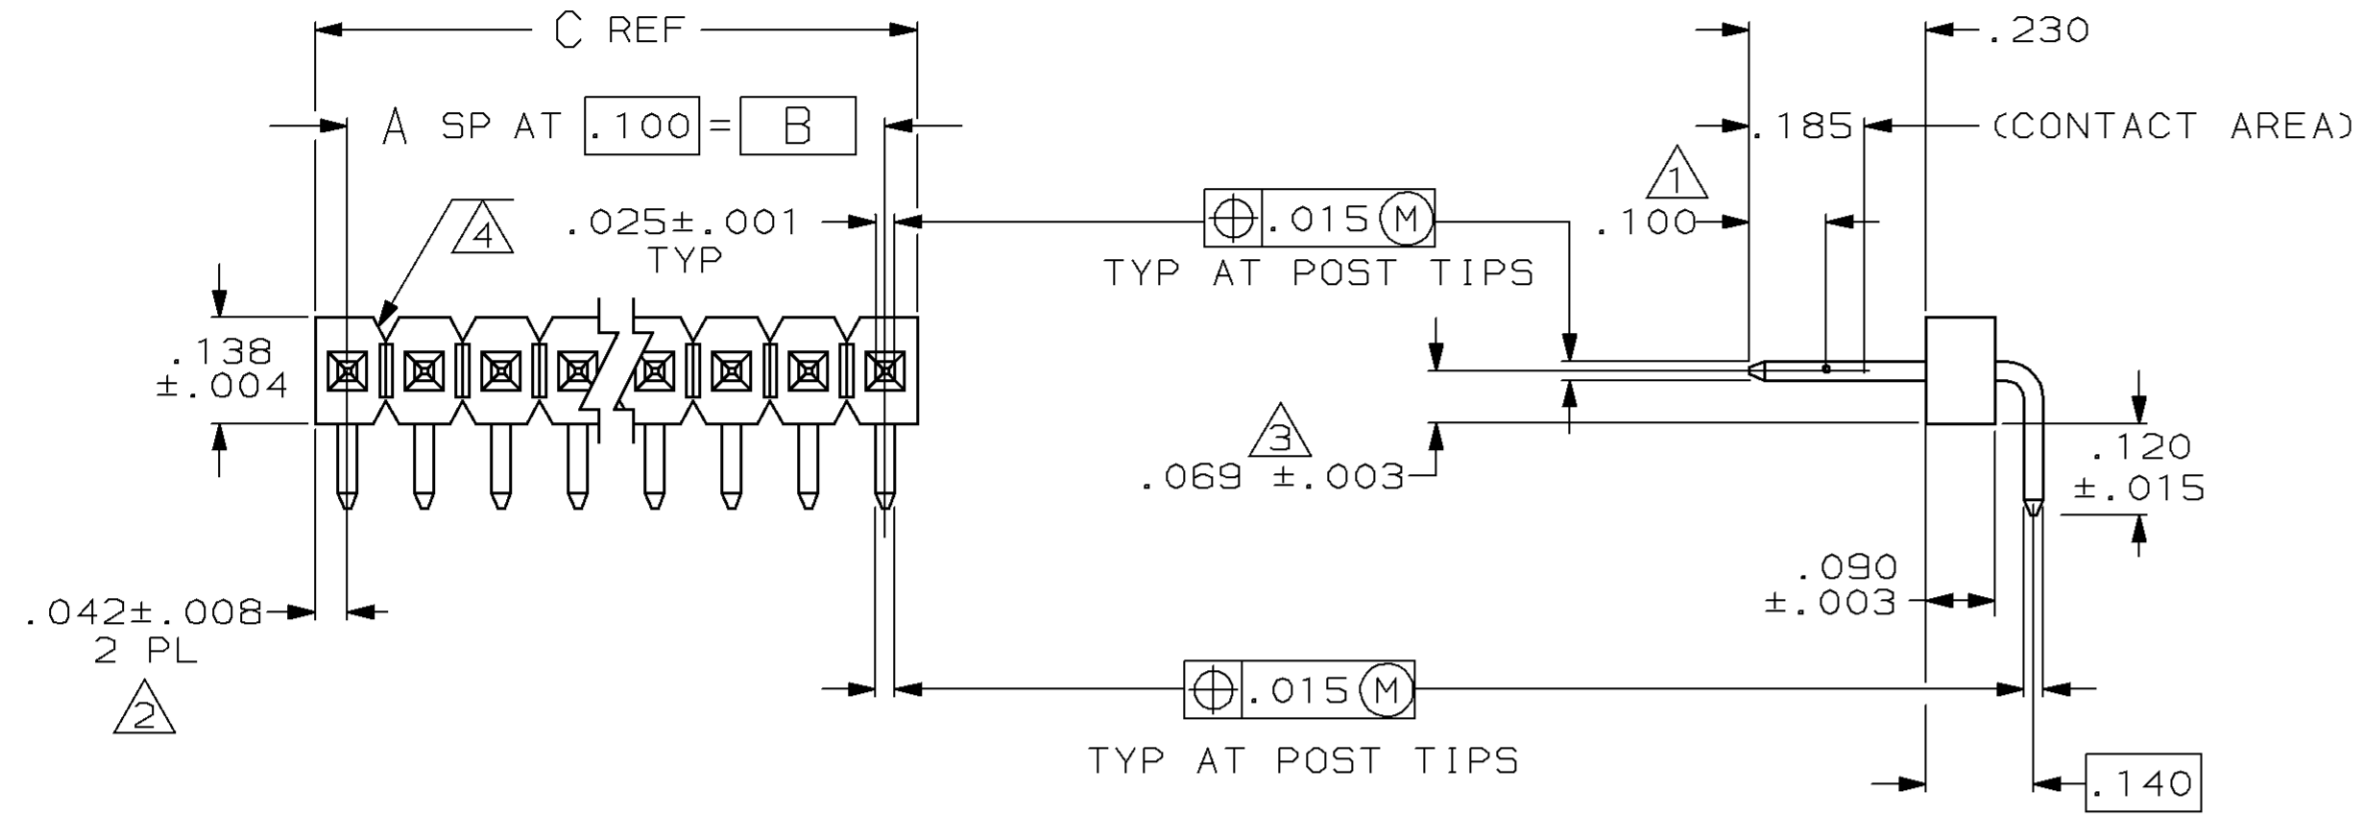 C REF
A SP AT .100 = B
.025±.001
TYP
4
.138
±.004
.042±.008
2 PL
2
.015 M
TYP AT POST TIPS
3
.069 ±.003
.015 M
TYP AT POST TIPS
.230
.185 (CONTACT AREA)
1
.100
.120
±.015
.090
±.003
.140